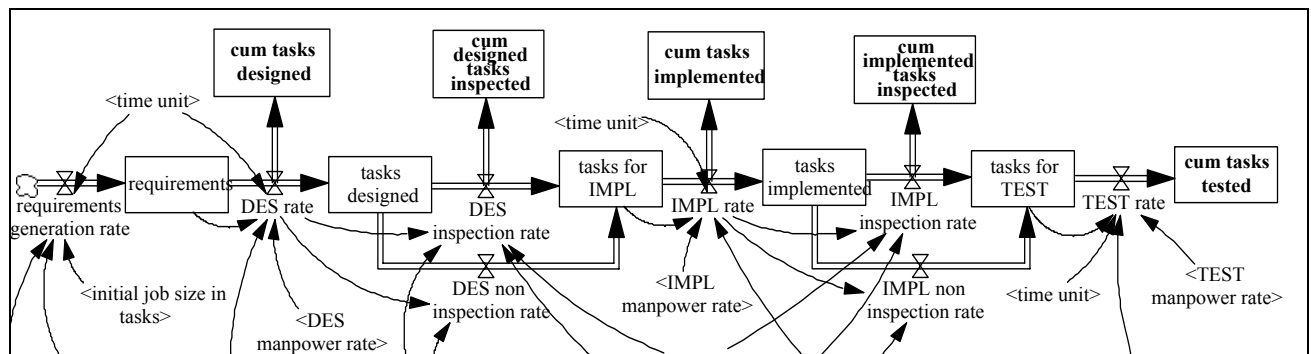 cum tasks
designed
cum
designed
tasks
inspected
cum tasks
implemented
cum
implemented
tasks
inspected
<time unit>
<time unit>
requirements
tasks
designed
tasks for
IMPL
tasks
implemented
tasks for
TEST
cum tasks
tested
requirements
generation rate
DES rate
DES
inspection rate
IMPL rate
IMPL
inspection rate
TEST rate
<initial job size in
tasks>
<DES
manpower rate>
DES non
inspection rate
<IMPL
manpower rate>
IMPL non
inspection rate
<time unit>
<TEST
manpower rate>